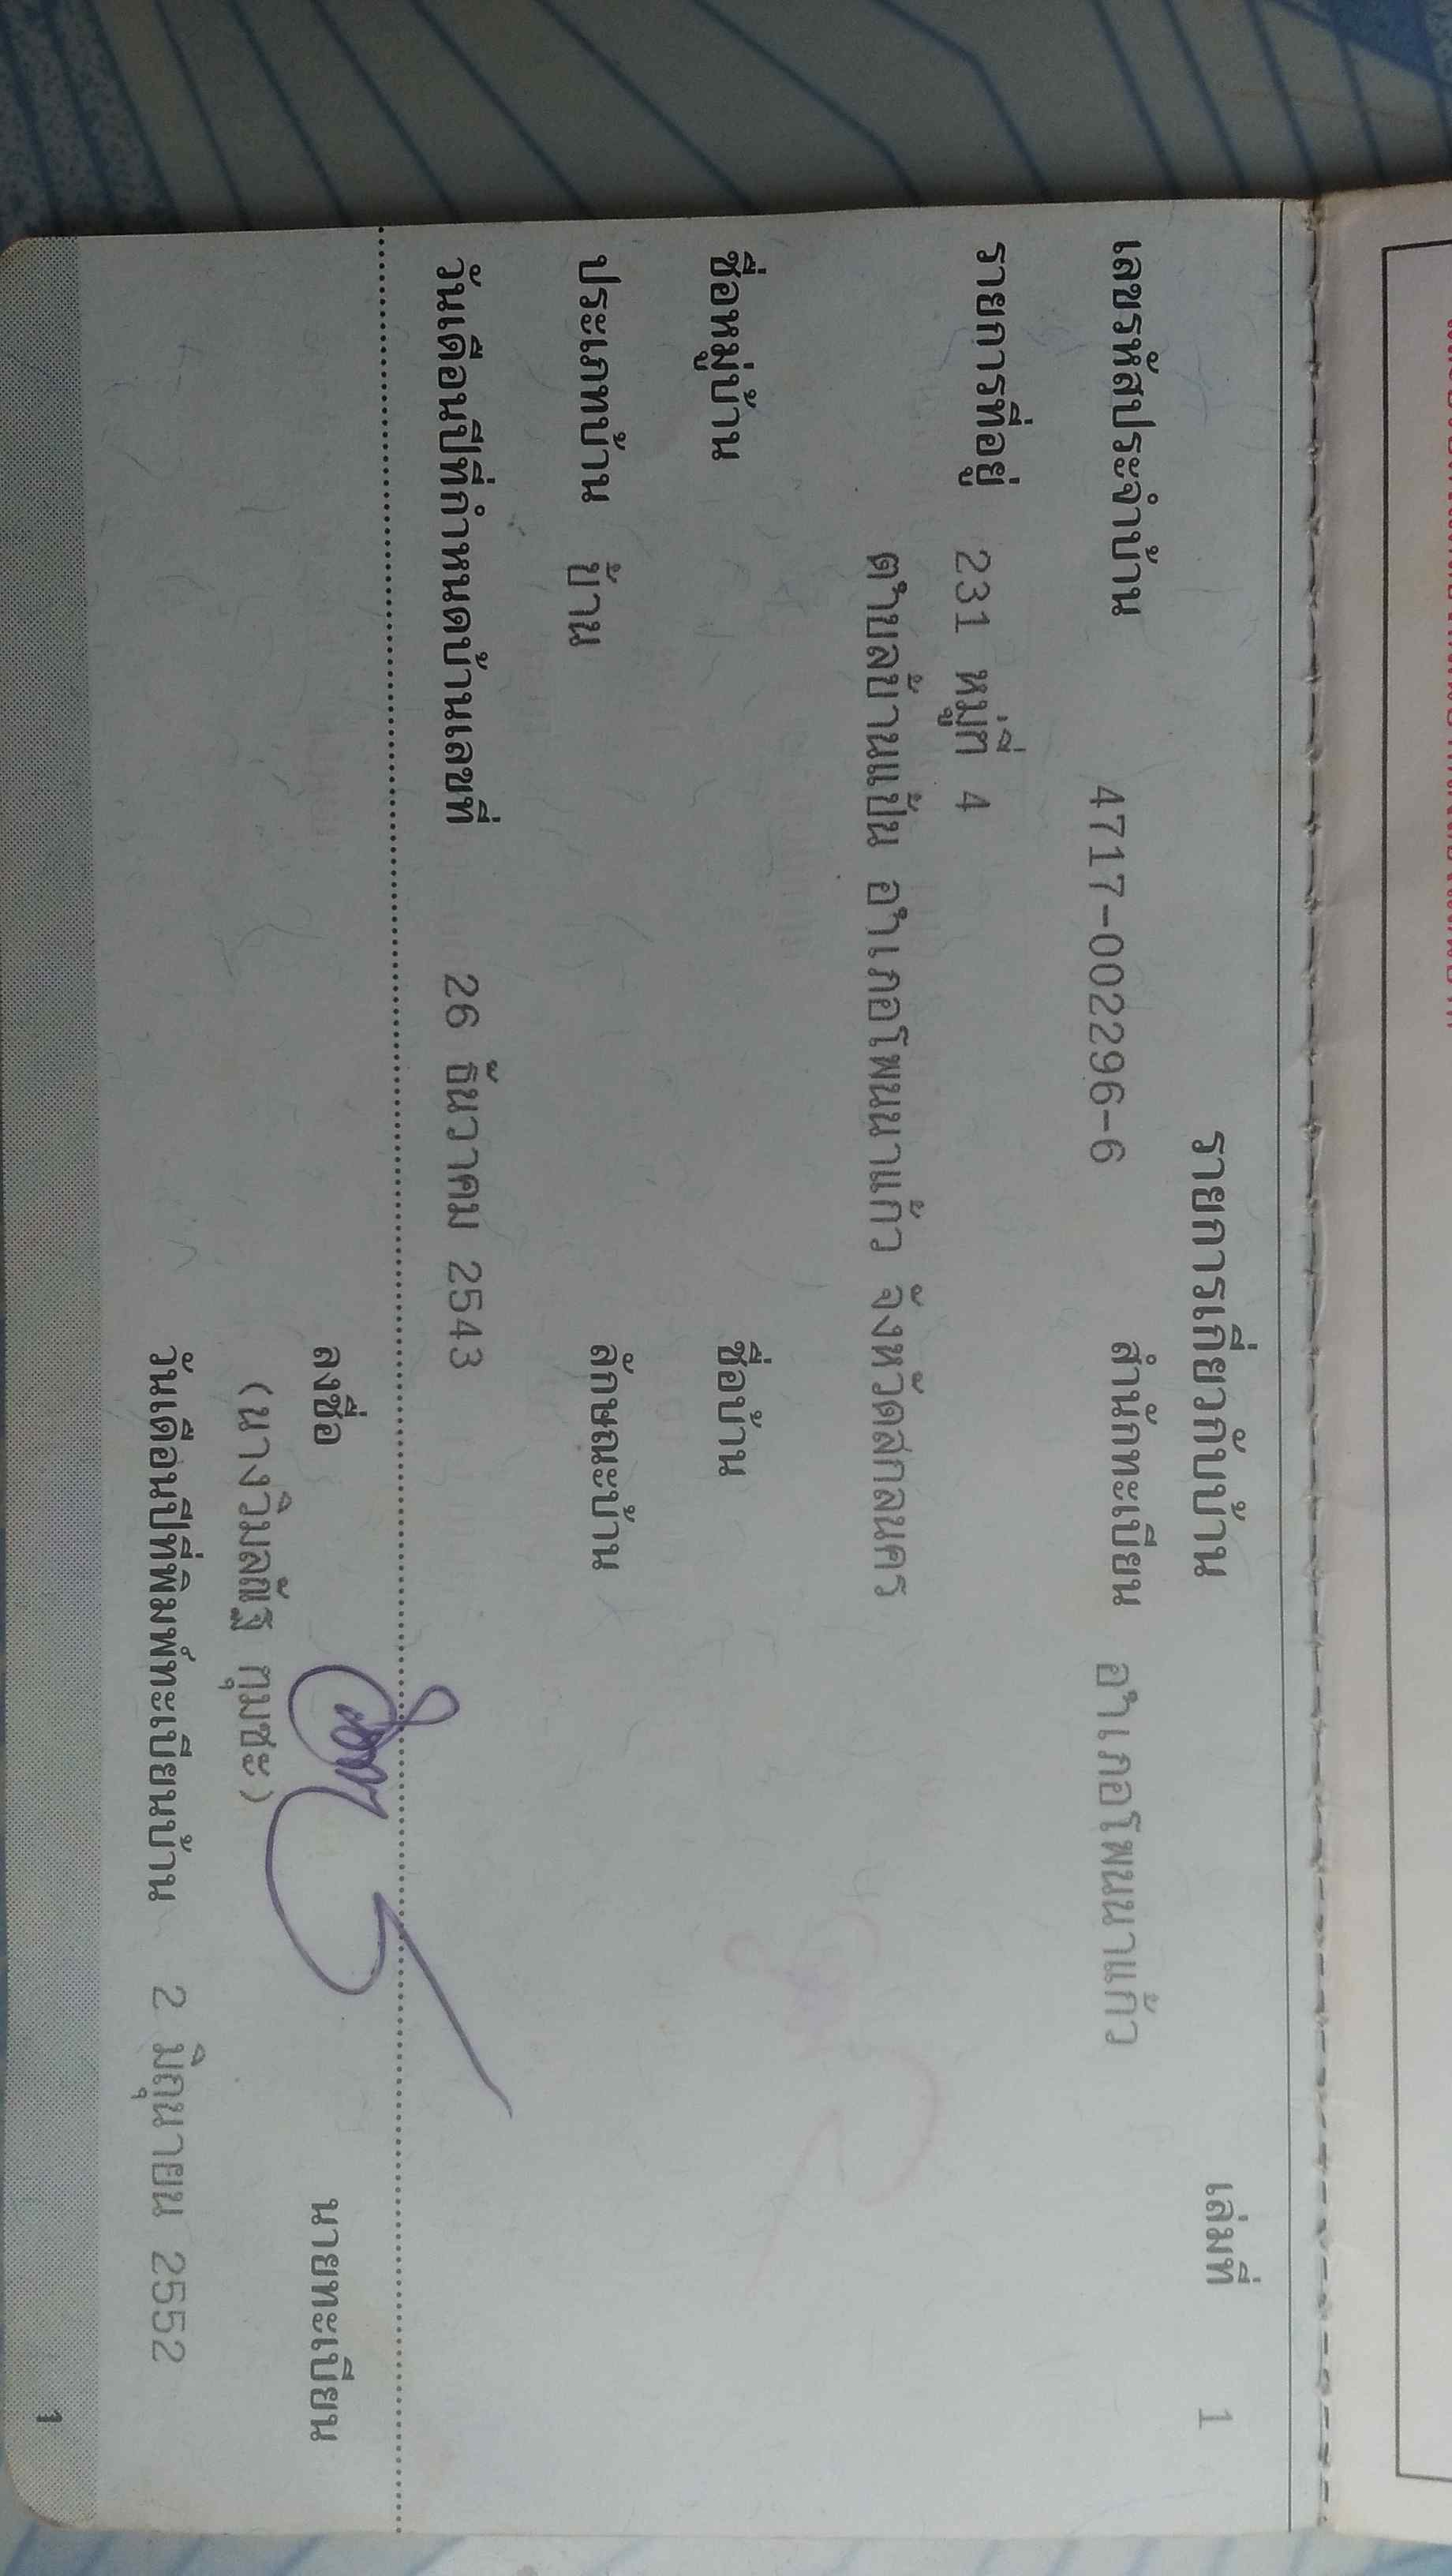 รายการเกี่ยวกับบ้าน เล่มที่ 1
เลขรหัสประจำบ้าน 4717-002296-6 สำนักทะเบียน อำเภอโพนนาแก้ว
รายการที่อยู่ 231 หมู่ที่ 4
ตำบลบ้านแป้น อำเภอโพนนาแก้ว จังหวัดสกลนคร
ชื่อหมู่บ้าน ชื่อบ้าน
ประเภทบ้าน บ้าน ลักษณะบ้าน
วันเดือนปีที่กำหนดบ้านเลขที่ 26 ธันวาคม 2543
ลงชื่อ นายทะเบียน
(นางวิมลณัฐ กุมชะ)
วันเดือนปีที่พิมพ์ทะเบียนบ้าน 2 มิถุนายน 2552
1